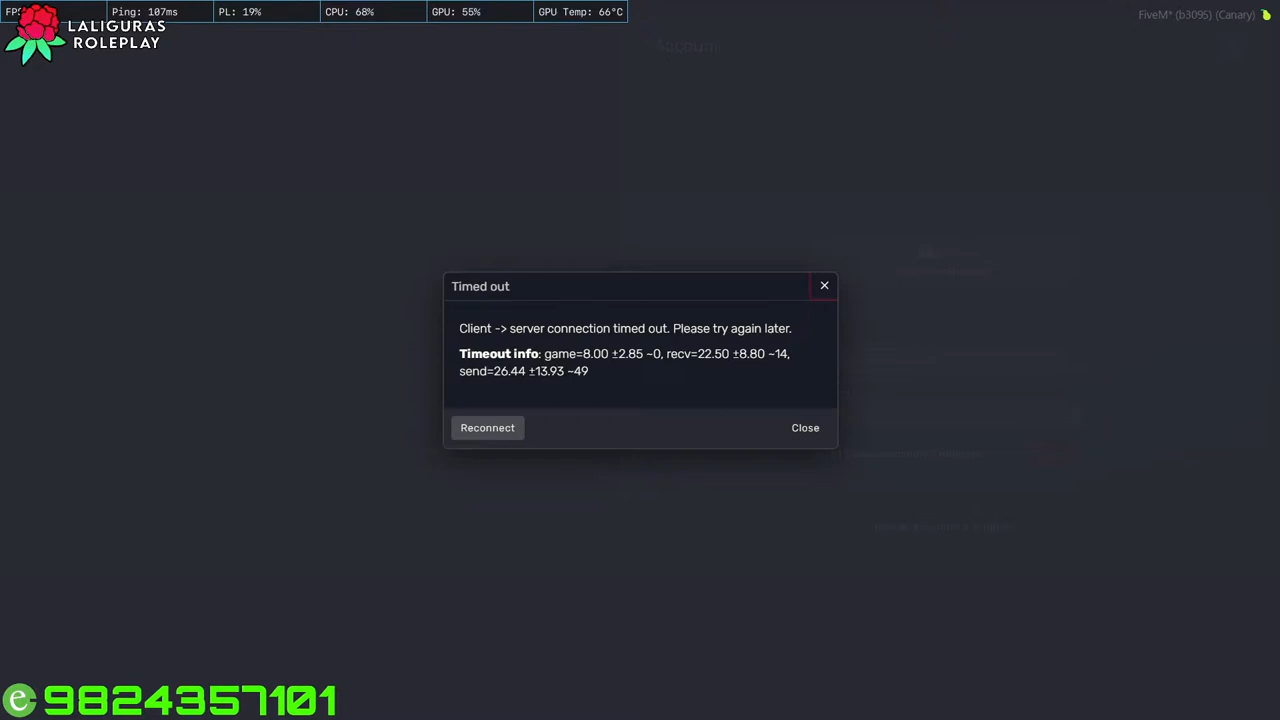 FPS
Ping: 107ms
PL: 19%
CPU: 68%
GPU: 55%
GPU Temp: 66°C
LALIGURAS
ROLEPLAY
FiveM* (b3095) (Canary)
Account
Timed out
Client -> server connection timed out. Please try again later.
Timeout info: game=8.00 ±2.85 ~0, recv=22.50 ±8.80 ~14,
send=26.44 ±13.93 ~49
Reconnect
Close
e 9824357101